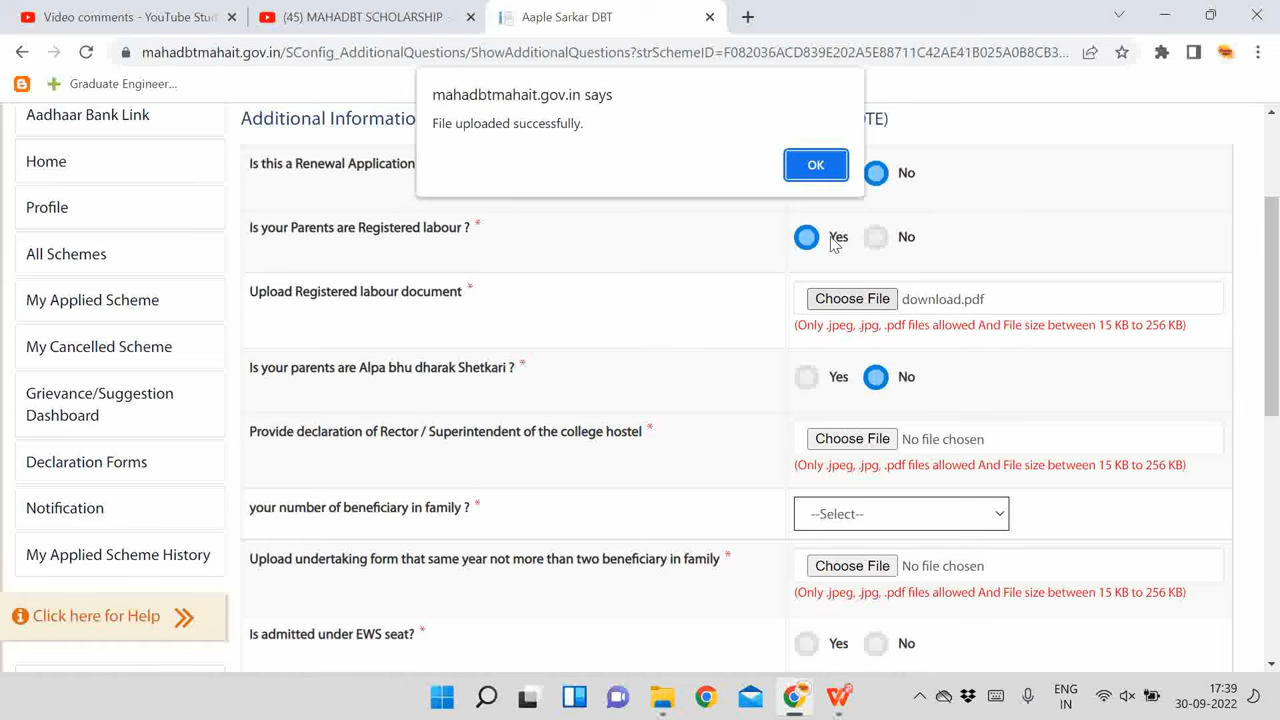 Video comments - YouTube Stu
(45) MAHADBT SCHOLARSHIP -
Aaple Sarkar DBT
mahadbtmahait.gov.in/SConfig_AdditionalQuestions/ShowAdditionalQuestions?strSchemeID=F082036ACD839E202A5E88711C42AE41B025A0B8CB3...
Graduate Engineer...
mahadbtmahait.gov.in says
File uploaded successfully.
OK
Aadhaar Bank Link
Home
Profile
All Schemes
My Applied Scheme
My Cancelled Scheme
Grievance/Suggestion
Dashboard
Declaration Forms
Notification
My Applied Scheme History
Click here for Help
Additional Informatio
TE)
Is this a Renewal Application
No
Is your Parents are Registered labour ? *
Yes No
Upload Registered labour document *
Choose File download.pdf
(Only .jpeg, .jpg, .pdf files allowed And File size between 15 KB to 256 KB)
Is your parents are Alpa bhu dharak Shetkari ? *
Yes No
Provide declaration of Rector / Superintendent of the college hostel *
Choose File No file chosen
(Only .jpeg, .jpg, .pdf files allowed And File size between 15 KB to 256 KB)
your number of beneficiary in family ? *
--Select--
Upload undertaking form that same year not more than two beneficiary in family *
Choose File No file chosen
(Only .jpeg, .jpg, .pdf files allowed And File size between 15 KB to 256 KB)
Is admitted under EWS seat? *
Yes No
ENG
IN
17:39
30-09-2022